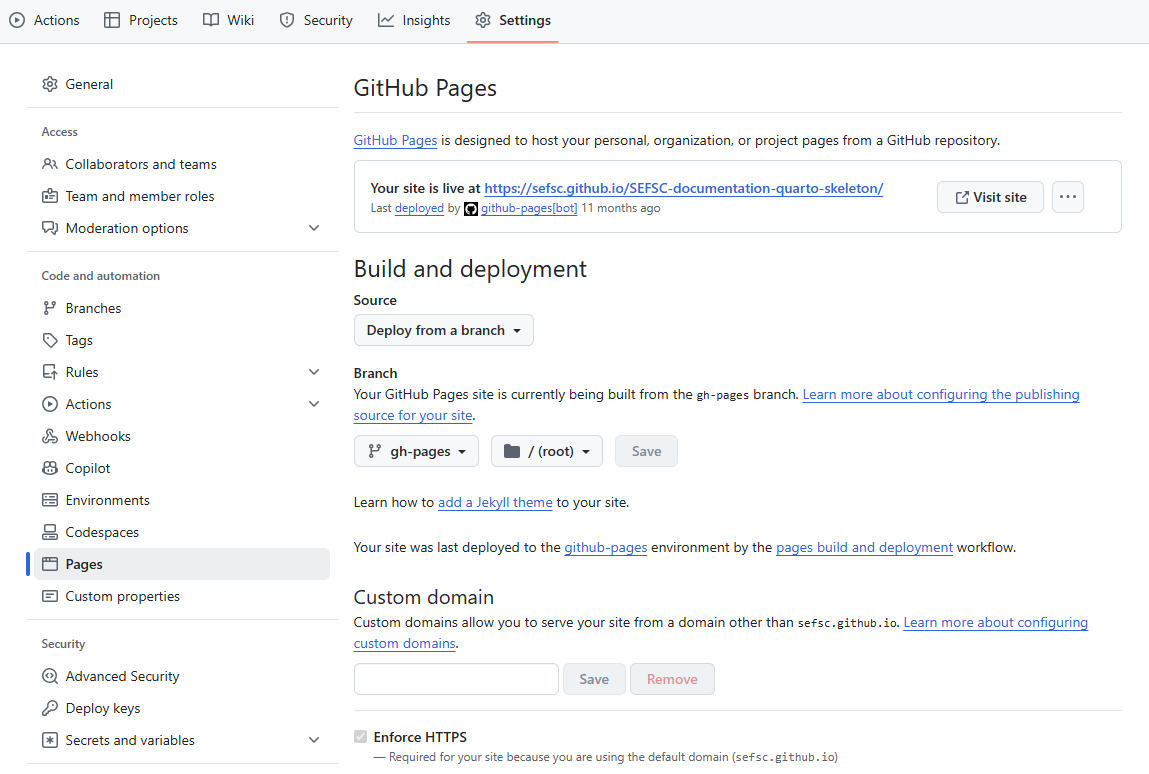 Actions Projects Wiki Security Insights Settings
General
Access
Collaborators and teams
Team and member roles
Moderation options
Code and automation
Branches
Tags
Rules
Actions
Webhooks
Copilot
Environments
Codespaces
Pages
Custom properties
Security
Advanced Security
Deploy keys
Secrets and variables
GitHub Pages
GitHub Pages is designed to host your personal, organization, or project pages from a GitHub repository.
Your site is live at https://sefsc.github.io/SEFSC-documentation-quarto-skeleton/
Last deployed by github-pages[bot] 11 months ago
Visit site
Build and deployment
Source
Deploy from a branch
Branch
Your GitHub Pages site is currently being built from the gh-pages branch. Learn more about configuring the publishing
source for your site.
gh-pages / (root) Save
Learn how to add a Jekyll theme to your site.
Your site was last deployed to the github-pages environment by the pages build and deployment workflow.
Custom domain
Custom domains allow you to serve your site from a domain other than sefsc.github.io. Learn more about configuring
custom domains.
Save Remove
Enforce HTTPS
— Required for your site because you are using the default domain (sefsc.github.io)